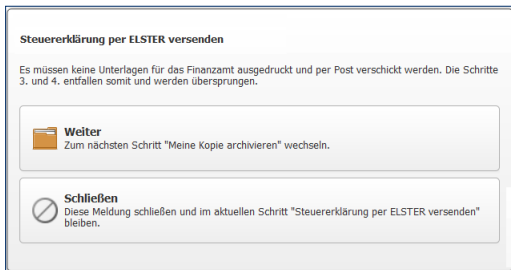 Steuererklärung per ELSTER versenden
Es müssen keine Unterlagen für das Finanzamt ausgedruckt und per Post verschickt werden. Die Schritte
3. und 4. entfallen somit und werden übersprungen.
Weiter
Zum nächsten Schritt "Meine Kopie archivieren" wechseln.
Schließen
Diese Meldung schließen und im aktuellen Schritt "Steuererklärung per ELSTER versenden"
bleiben.